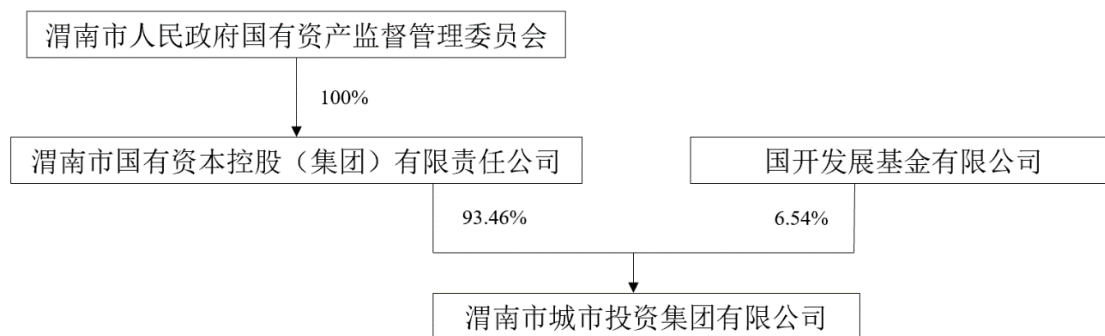 渭南市人民政府国有资产监督管理委员会
100%
渭南市国有资本控股（集团）有限责任公司
国开发展基金有限公司
93.46%
6.54%
渭南市城市投资集团有限公司